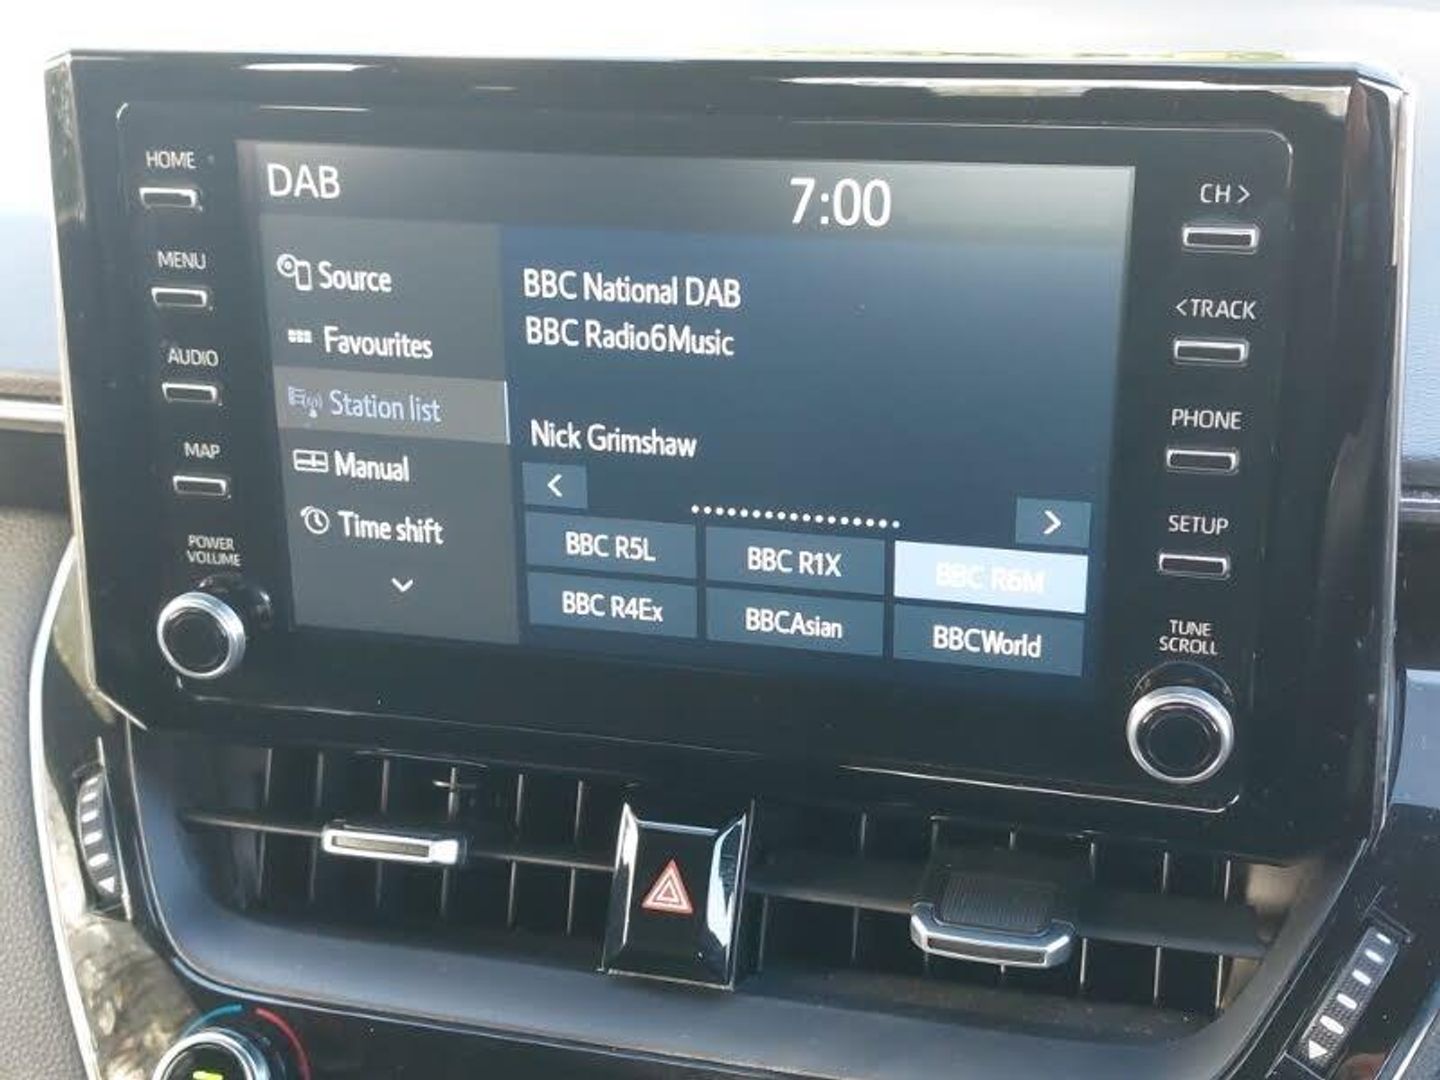 HOME
MENU
AUDIO
MAP
POWER
VOLUME
DAB
7:00
Source
Favourites
Station list
Manual
Time shift
BBC National DAB
BBC Radio6Music
Nick Grimshaw
<
>
BBC R5L
BBC R1X
BBC R6M
BBC R4Ex
BBCAsian
BBCWorld
CH>
<TRACK
PHONE
SETUP
TUNE
SCROLL